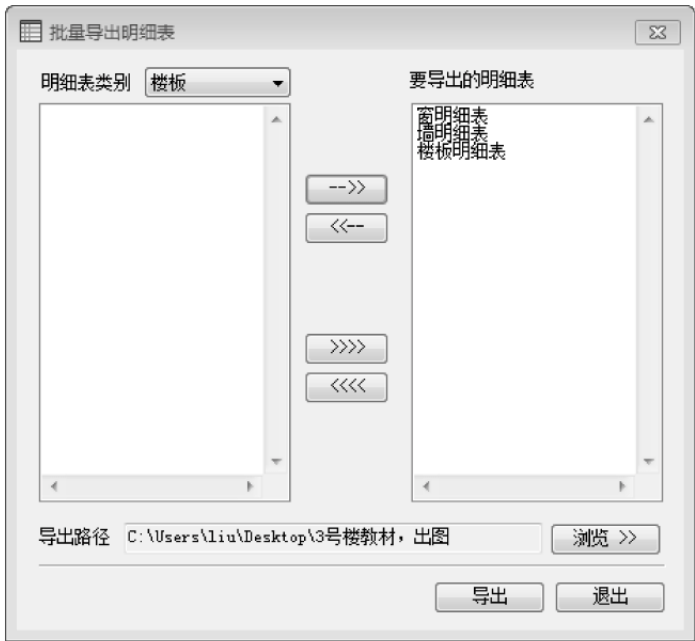 批量导出明细表
明细表类别 楼板
要导出的明细表
窗明细表
墙明细表
楼板明细表
-->>
<<--
>>>>
<<<<
导出路径 C:\Users\liu\Desktop\3号楼教材，出图 浏览 >>
导出 退出